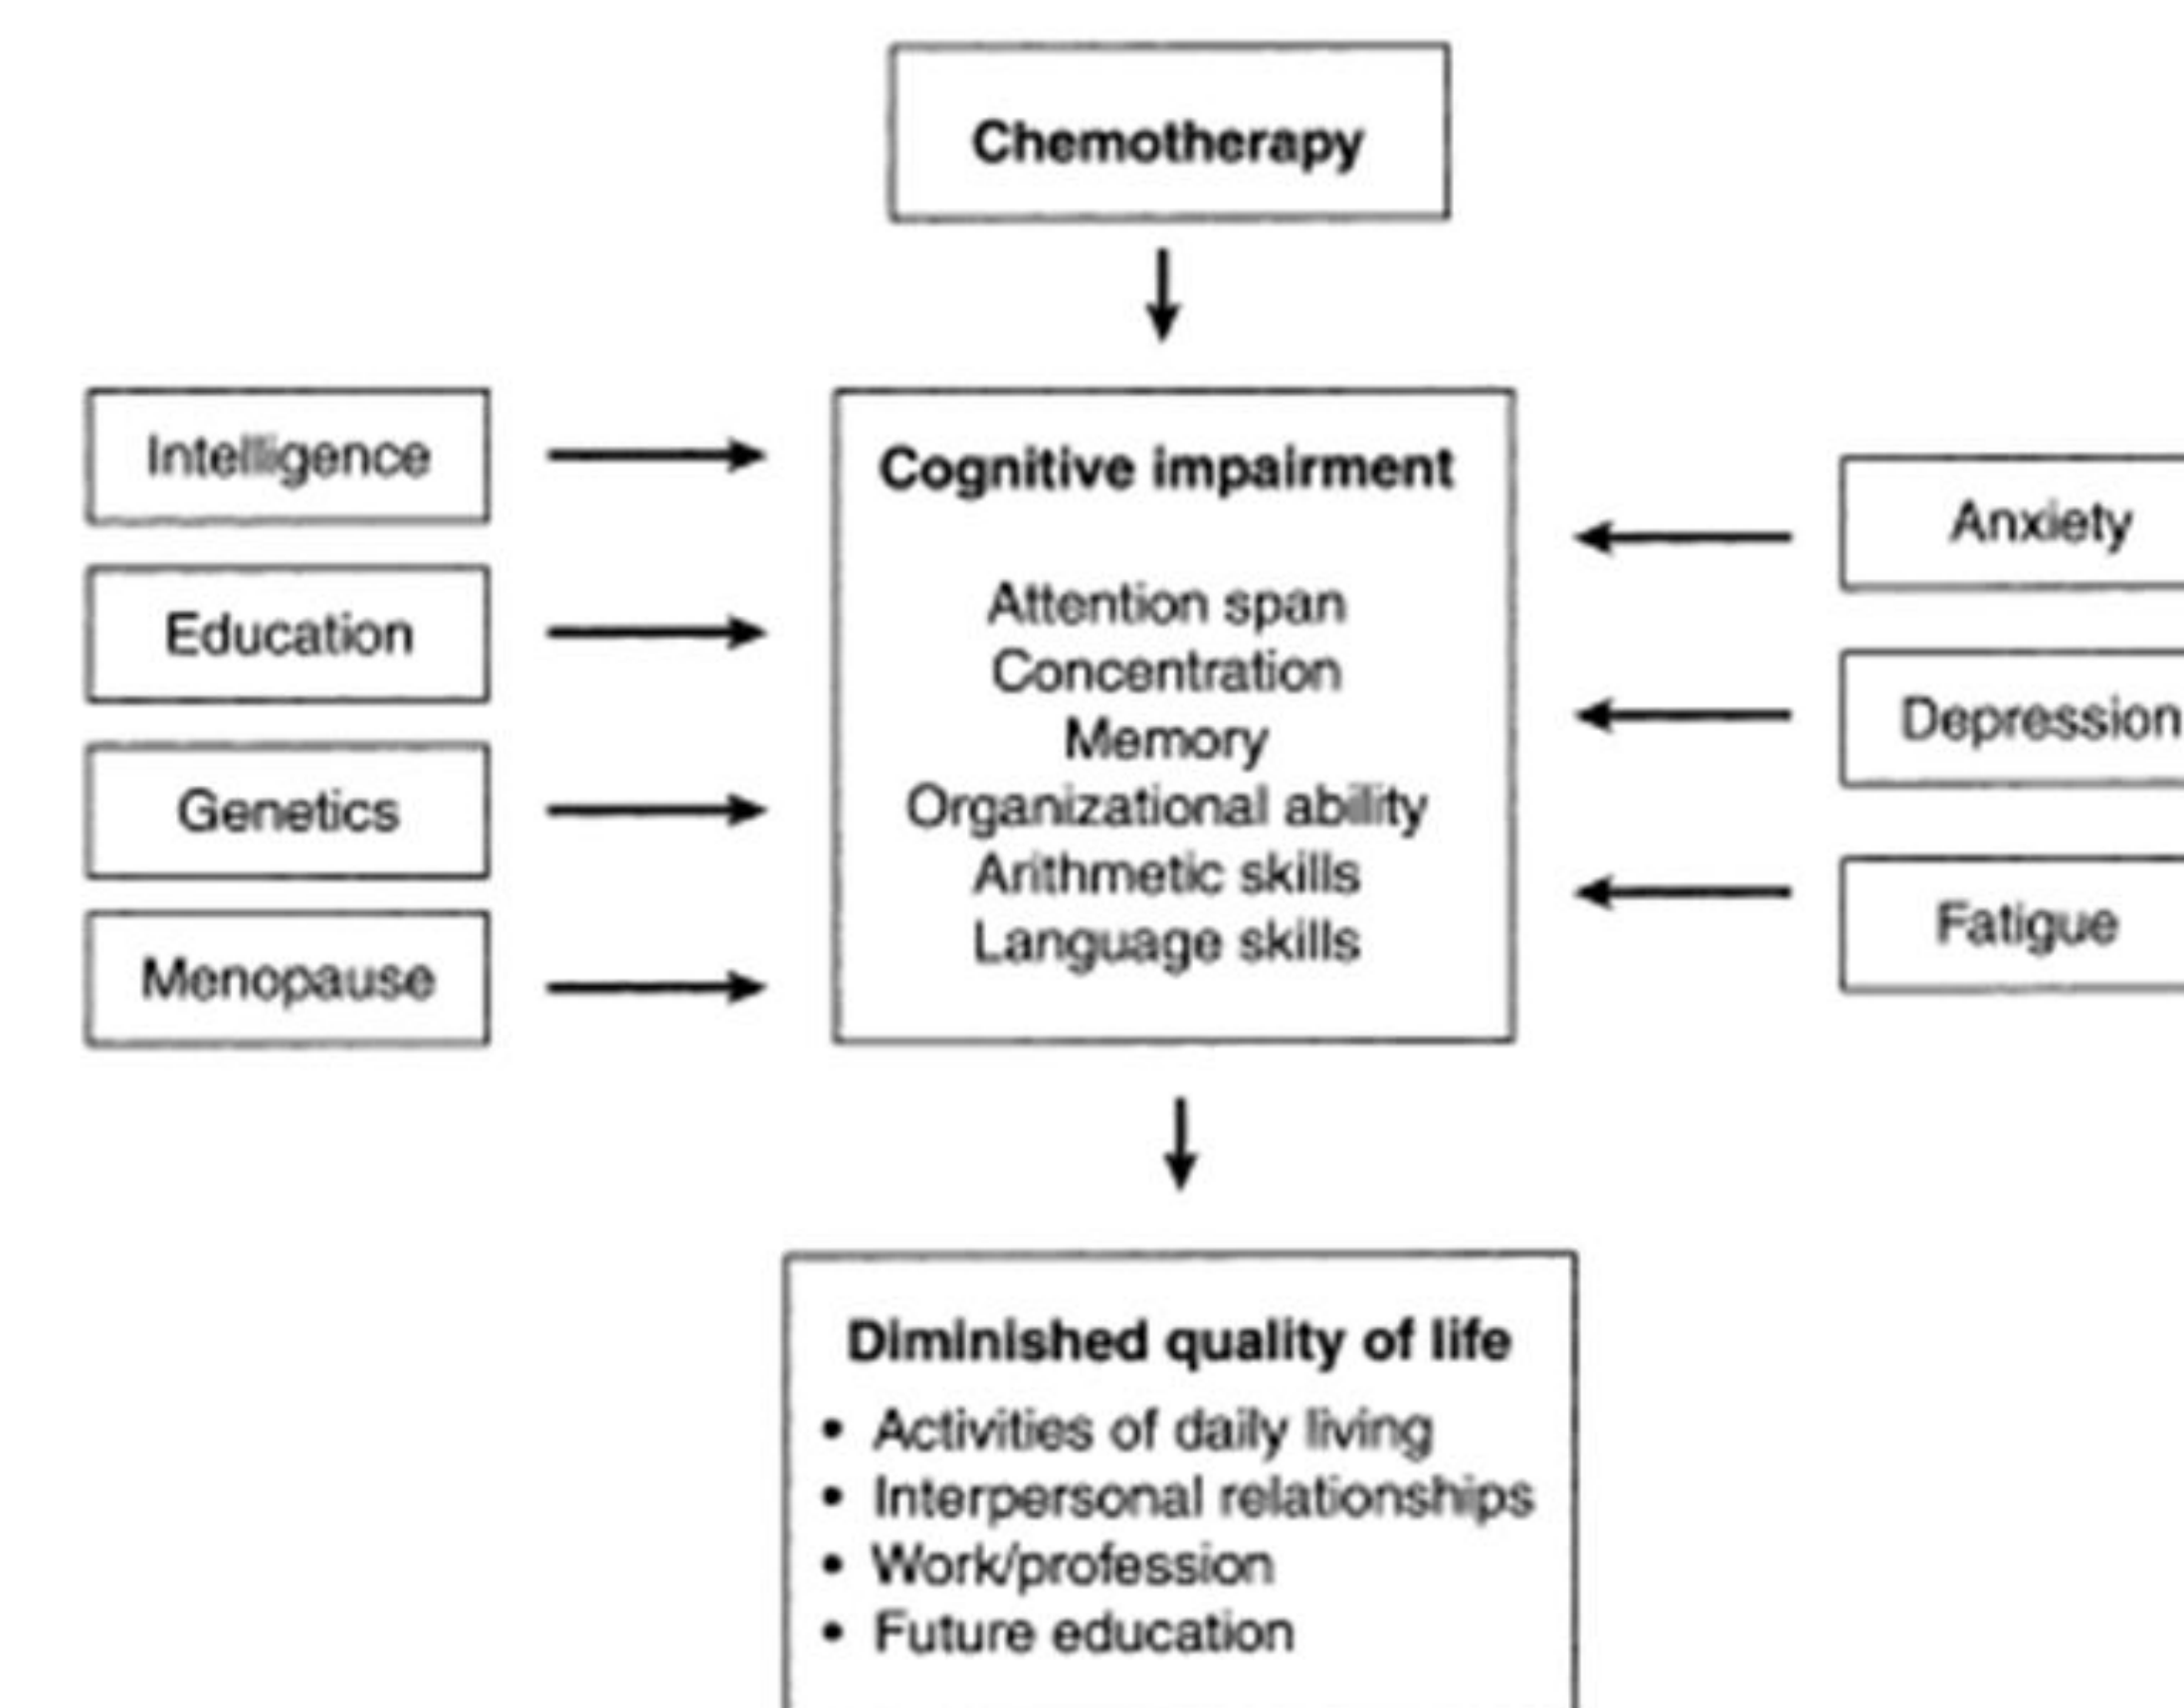 Chemotherapy
Intelligence
Education
Genetics
Menopause
Cognitive impairment
Attention span
Concentration
Memory
Organizational ability
Arithmetic skills
Language skills
Anxiety
Depression
Fatigue
Diminished quality of life
• Activities of daily living
• Interpersonal relationships
• Work/profession
• Future education